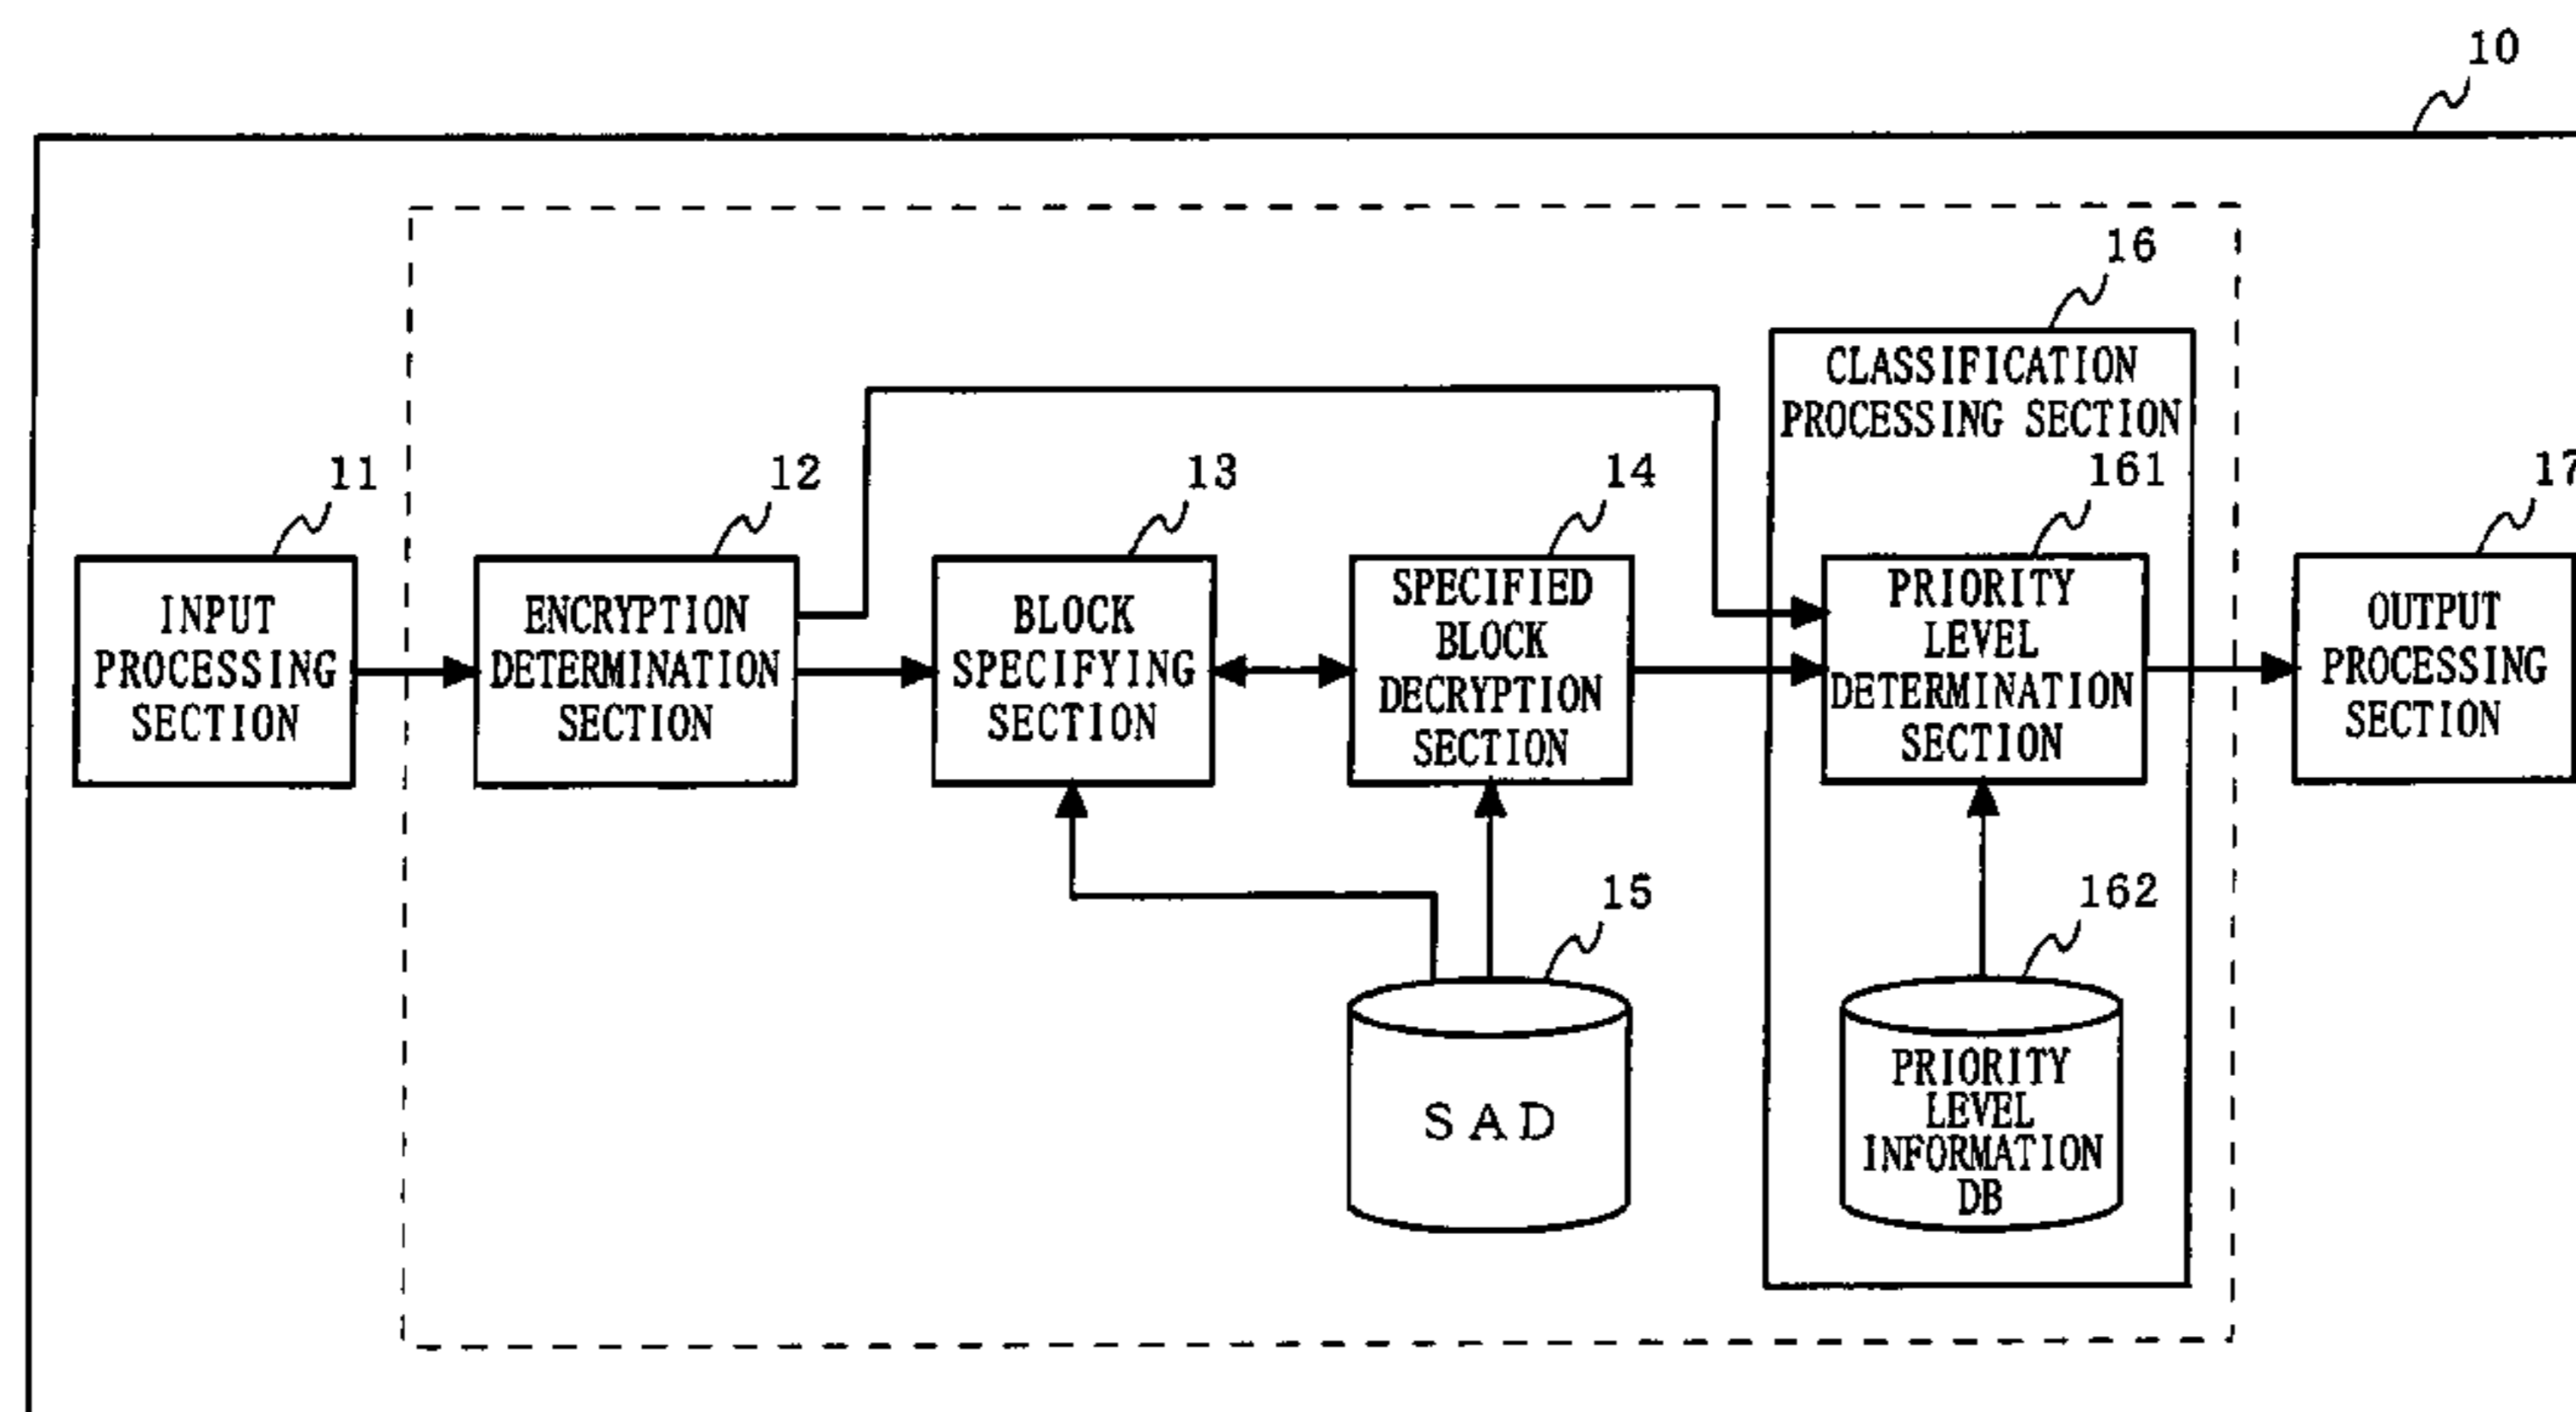 10
16
CLASSIFICATION
PROCESSING SECTION
11
12
13
14
161
17
INPUT
PROCESSING
SECTION
ENCRYPTION
DETERMINATION
SECTION
BLOCK
SPECIFYING
SECTION
SPECIFIED
BLOCK
DECRYPTION
SECTION
PRIORITY
LEVEL
DETERMINATION
SECTION
OUTPUT
PROCESSING
SECTION
15
162
SAD
PRIORITY
LEVEL
INFORMATION
DB